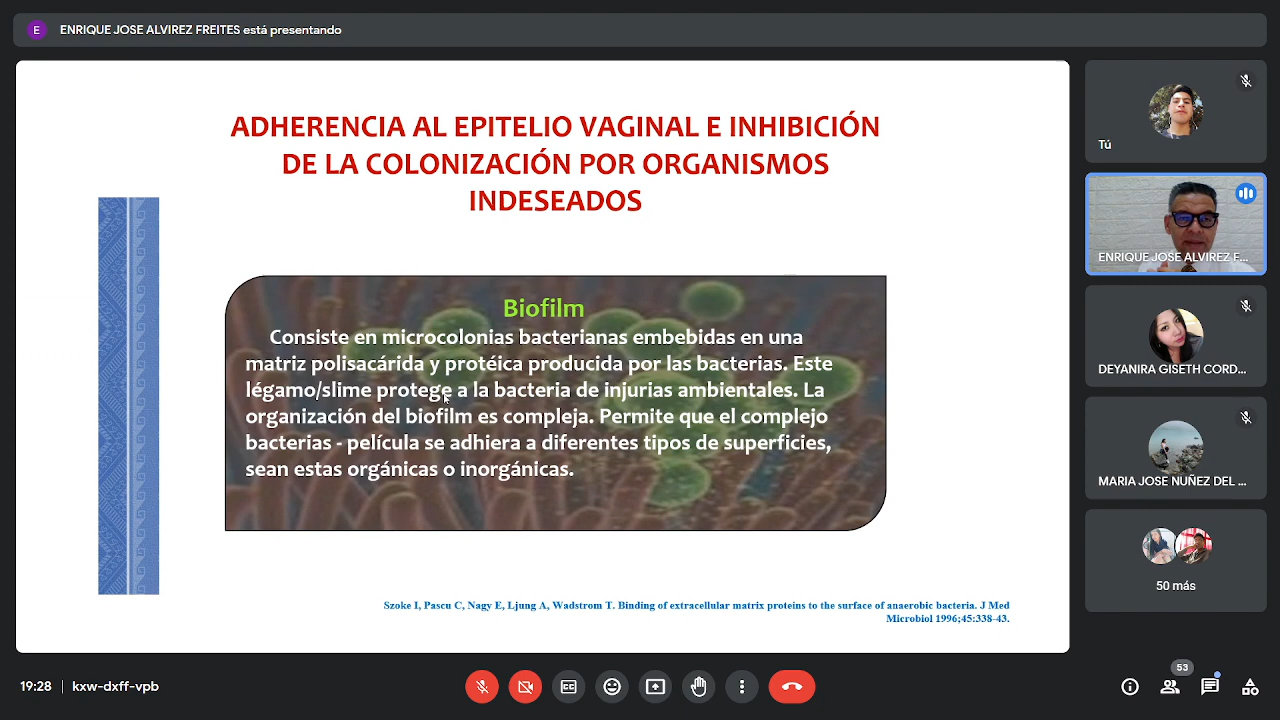 E ENRIQUE JOSE ALVIREZ FREITES está presentando
ADHERENCIA AL EPITELIO VAGINAL E INHIBICIÓN
DE LA COLONIZACIÓN POR ORGANISMOS
INDESEADOS
Biofilm
Consiste en microcolonias bacterianas embebidas en una
matriz polisacárida y protéica producida por las bacterias. Este
légamo/slime protege a la bacteria de injurias ambientales. La
organización del biofilm es compleja. Permite que el complejo
bacterias - película se adhiera a diferentes tipos de superficies,
sean estas orgánicas o inorgánicas.
Szoke I, Pascu C, Nagy E, Ljung A, Wadstrom T. Binding of extracellular matrix proteins to the surface of anaerobic bacteria. J Med
Microbiol 1996;45:338-43.
Tú
ENRIQUE JOSE ALVIREZ F...
DEYANIRA GISETH CORD...
MARIA JOSE NUÑEZ DEL ...
50 más
19:28 | kxw-dxff-vpb
53